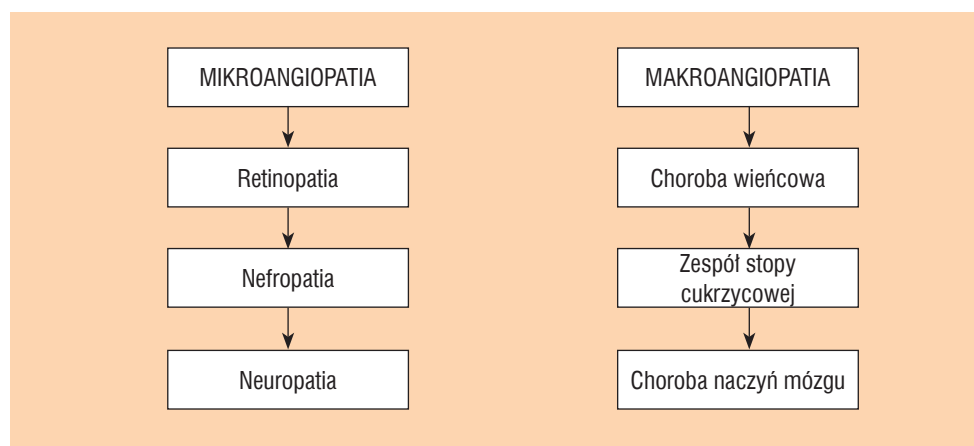 MIKROANGIOPATIA
Retinopatia
Nefropatia
Neuropatia
MAKROANGIOPATIA
Choroba wieńcowa
Zespół stopy
cukrzycowej
Choroba naczyń mózgu